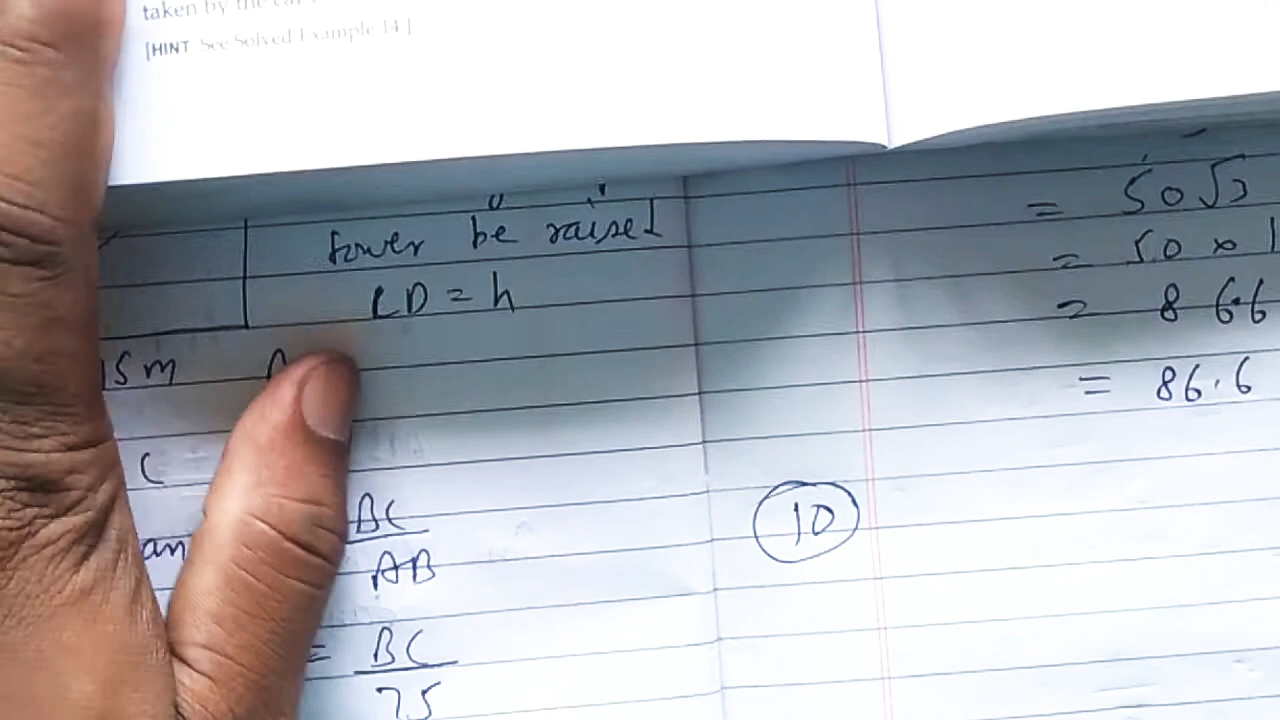 taken by the car
[HINT See Solved Example 14.]
tower be raised
CD = h
15 m
C
an
BC
AB
= BC
75
= 50√3
= 50 × 1
= 86.6
= 86.6
10